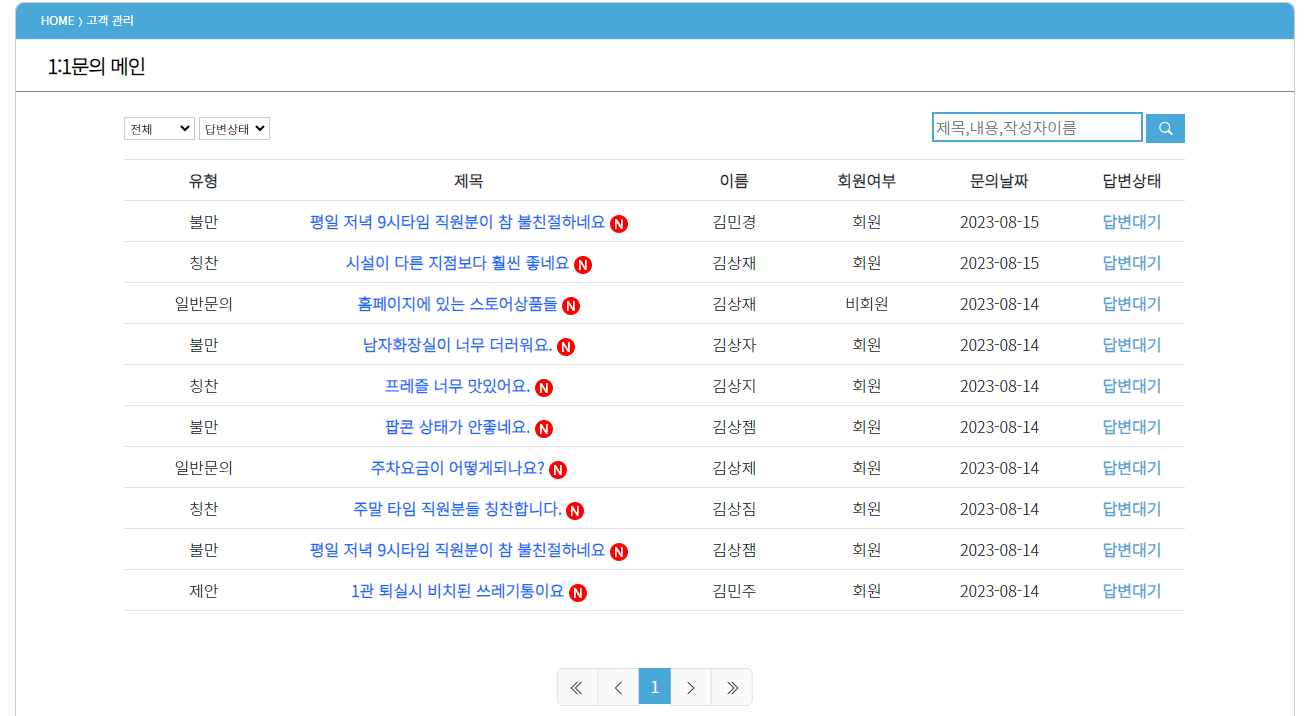 HOME > 고객 관리
1:1문의 메인
전체 답변상태 제목,내용,작성자이름
유형 제목 이름 회원여부 문의날짜 답변상태
불만 평일 저녁 9시타임 직원분이 참 불친절하네요 N 김민경 회원 2023-08-15 답변대기
칭찬 시설이 다른 지점보다 훨씬 좋네요 N 김상재 회원 2023-08-15 답변대기
일반문의 홈페이지에 있는 스토어상품들 N 김상재 비회원 2023-08-14 답변대기
불만 남자화장실이 너무 더러워요. N 김상자 회원 2023-08-14 답변대기
칭찬 프레즐 너무 맛있어요. N 김상지 회원 2023-08-14 답변대기
불만 팝콘 상태가 안좋네요. N 김상젬 회원 2023-08-14 답변대기
일반문의 주차요금이 어떻게되나요? N 김상제 회원 2023-08-14 답변대기
칭찬 주말 타임 직원분들 칭찬합니다. N 김상짐 회원 2023-08-14 답변대기
불만 평일 저녁 9시타임 직원분이 참 불친절하네요 N 김상잼 회원 2023-08-14 답변대기
제안 1관 퇴실시 비치된 쓰레기통이요 N 김민주 회원 2023-08-14 답변대기
« < 1 > »